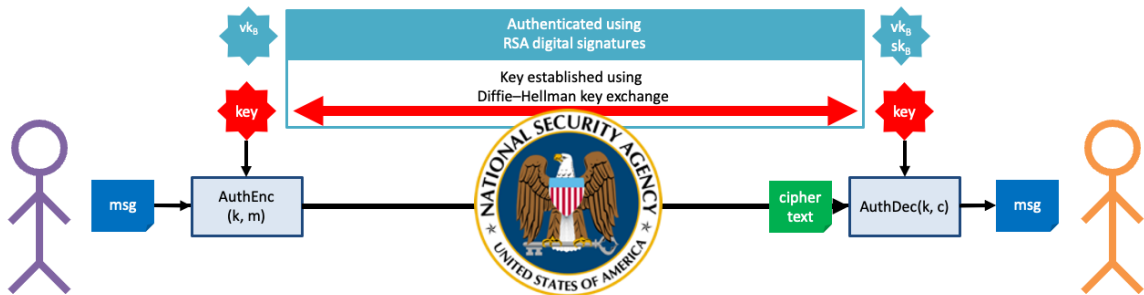 vkB
Authenticated using
RSA digital signatures
vkB
skB
Key established using
Diffie–Hellman key exchange
key
key
NATIONAL SECURITY AGENCY
UNITED STATES OF AMERICA
msg
AuthEnc
(k, m)
cipher
text
AuthDec(k, c)
msg